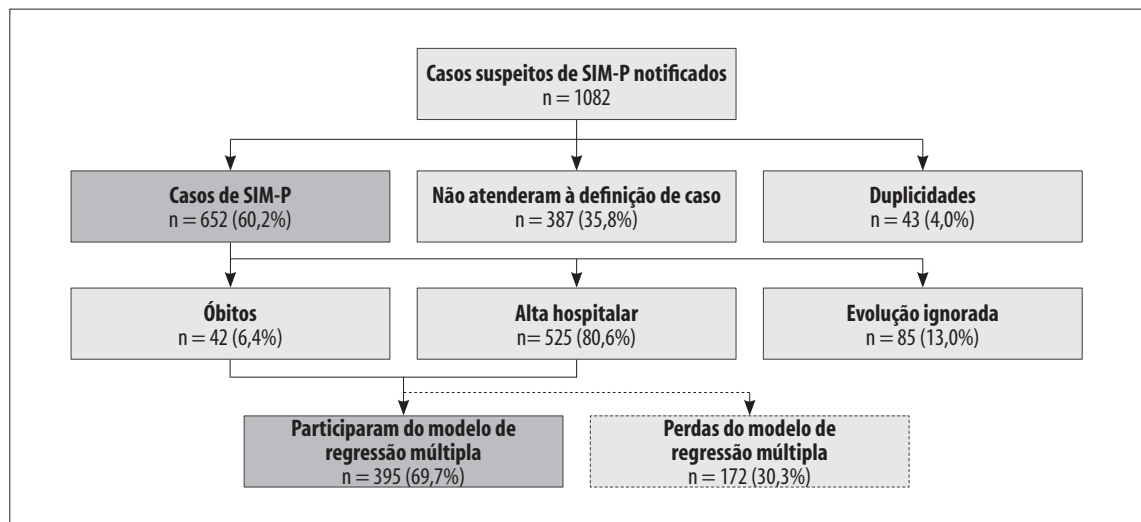 Casos suspeitos de SIM-P notificados
n = 1082
Casos de SIM-P
n = 652 (60,2%)
Não atenderam à definição de caso
n = 387 (35,8%)
Duplicidades
n = 43 (4,0%)
Óbitos
n = 42 (6,4%)
Alta hospitalar
n= 525 (80,6%)
Evolução ignorada
n = 85 (13,0%)
Participaram do modelo de
regressão múltipla
n = 395 (69,7%)
Perdas do modelo de
regressão múltipla
n = 172 (30,3%)